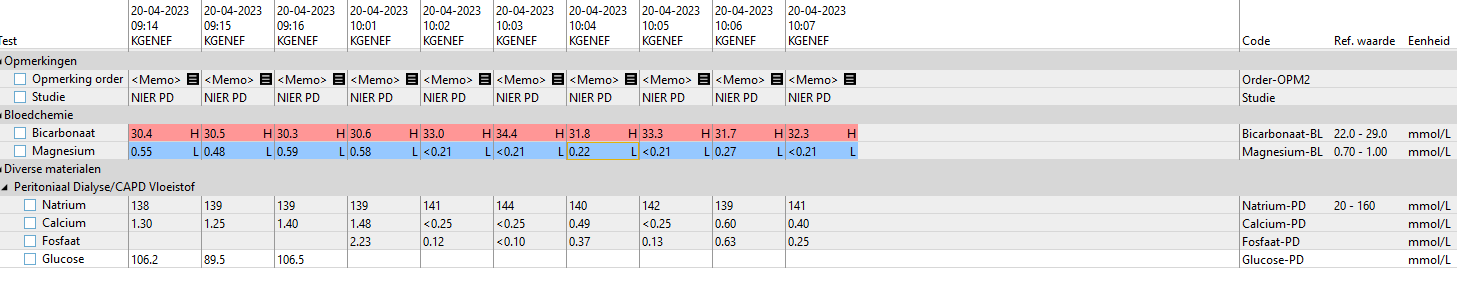 20-04-2023 20-04-2023 20-04-2023 20-04-2023 20-04-2023 20-04-2023 20-04-2023 20-04-2023 20-04-2023 20-04-2023
09:14 09:15 09:16 10:01 10:02 10:03 10:04 10:05 10:06 10:07
Test KGENEF KGENEF KGENEF KGENEF KGENEF KGENEF KGENEF KGENEF KGENEF KGENEF Code Ref. waarde Eenheid
Opmerkingen
Opmerking order <Memo> <Memo> <Memo> <Memo> <Memo> <Memo> <Memo> <Memo> <Memo> <Memo> Order-OPM2
Studie NIER PD NIER PD NIER PD NIER PD NIER PD NIER PD NIER PD NIER PD NIER PD NIER PD Studie
Bloedchemie
Bicarbonaat 30.4 H 30.5 H 30.3 H 30.6 H 33.0 H 34.4 H 31.8 H 33.3 H 31.7 H 32.3 H Bicarbonaat-BL 22.0 - 29.0 mmol/L
Magnesium 0.55 L 0.48 L 0.59 L 0.58 L <0.21 L <0.21 L 0.22 L <0.21 L 0.27 L <0.21 L Magnesium-BL 0.70 - 1.00 mmol/L
Diverse materialen
Peritoniaal Dialyse/CAPD Vloeistof
Natrium 138 139 139 139 141 144 140 142 139 141 Natrium-PD 20 - 160 mmol/L
Calcium 1.30 1.25 1.40 1.48 <0.25 <0.25 0.49 <0.25 0.60 0.40 Calcium-PD mmol/L
Fosfaat 2.23 0.12 <0.10 0.37 0.13 0.63 0.25 Fosfaat-PD mmol/L
Glucose 106.2 89.5 106.5 Glucose-PD mmol/L